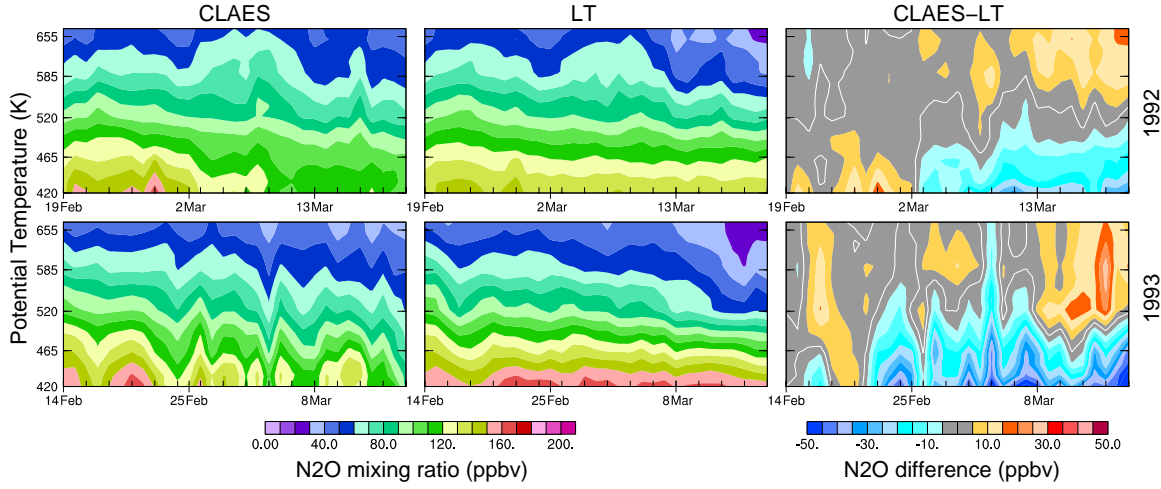 CLAES LT CLAES−LT
655
585
520
465
420
19Feb 2Mar 13Mar 19Feb 2Mar 13Mar 19Feb 2Mar 13Mar
1992
Potential Temperature (K)
655
585
520
465
420
14Feb 25Feb 8Mar 14Feb 25Feb 8Mar 14Feb 25Feb 8Mar
1993
0.00 40.0 80.0 120. 160. 200.
N2O mixing ratio (ppbv)
-50. -30. -10. 10.0 30.0 50.0
N2O difference (ppbv)